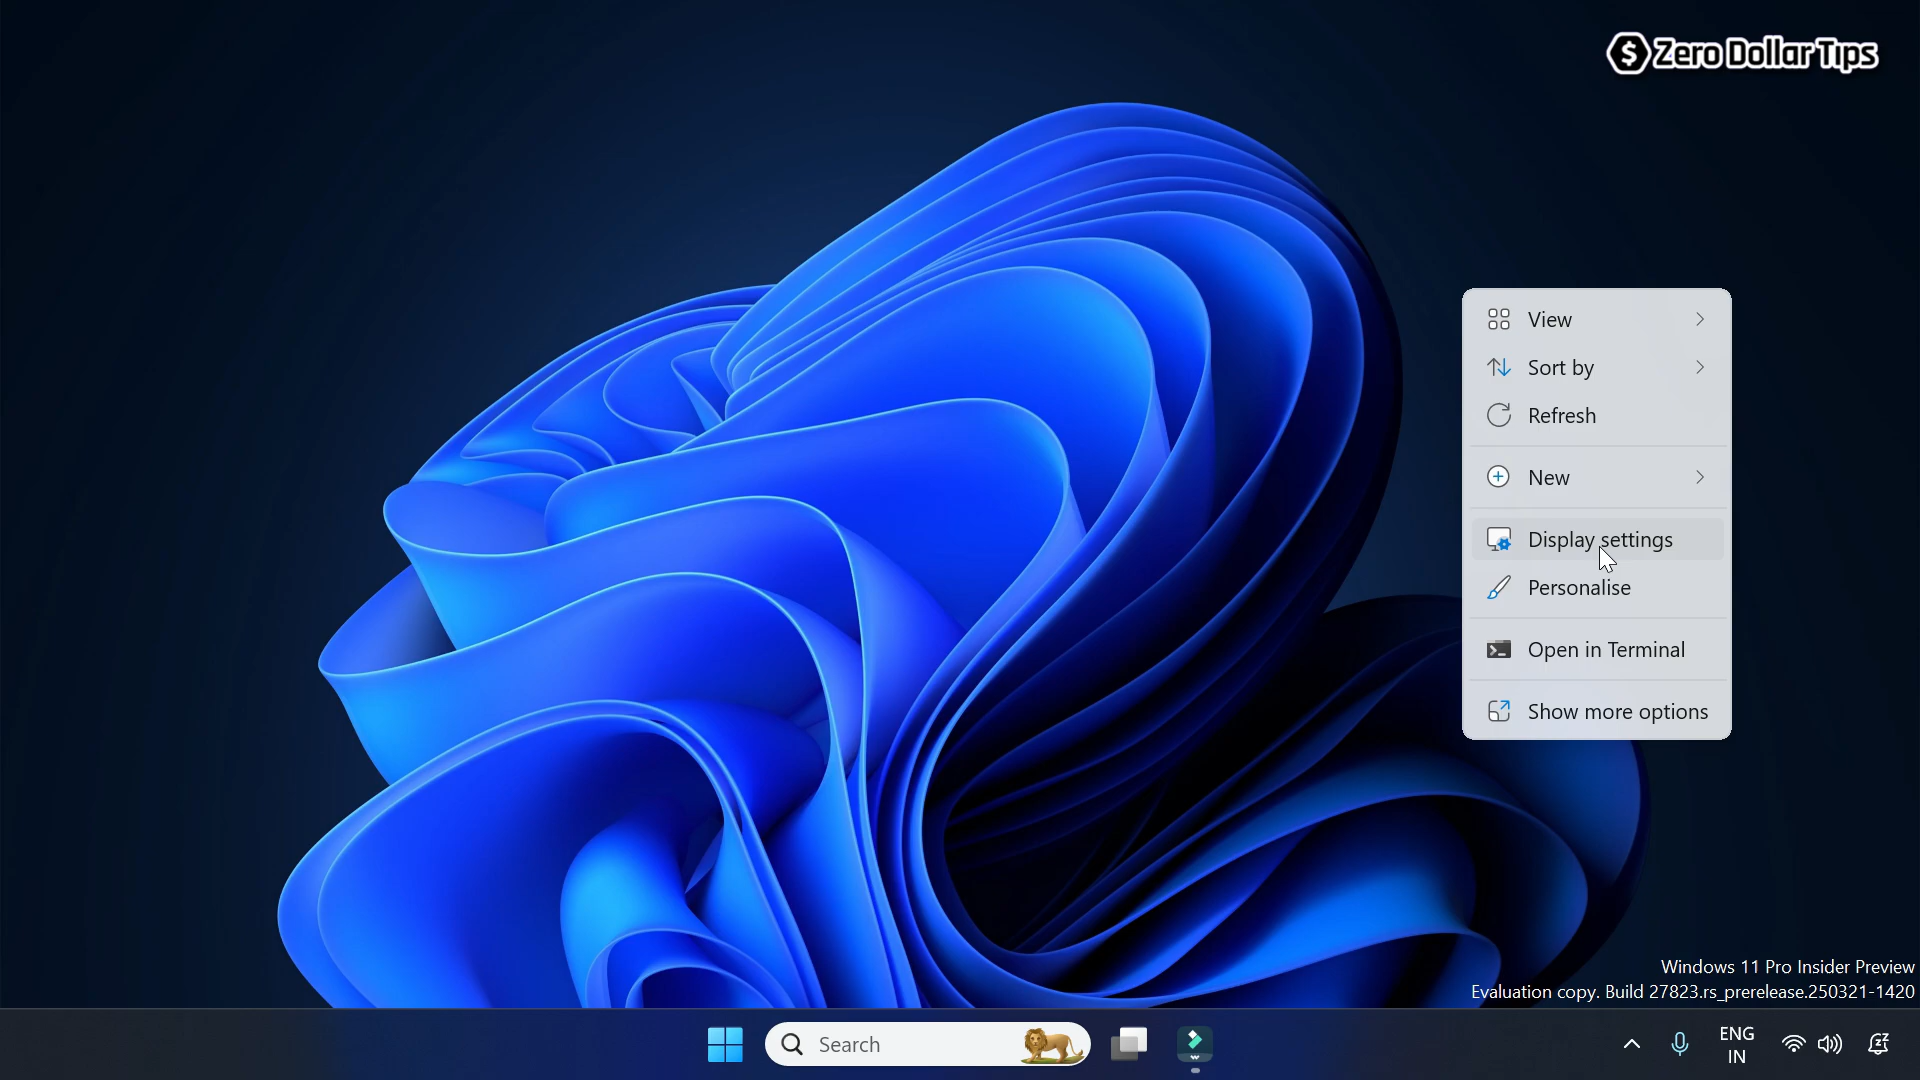 $ Zero Dollar Tips
View
Sort by
Refresh
New
Display settings
Personalise
Open in Terminal
Show more options
Windows 11 Pro Insider Preview
Evaluation copy. Build 27823.rs_prerelease.250321-1420
Search
ENG
IN